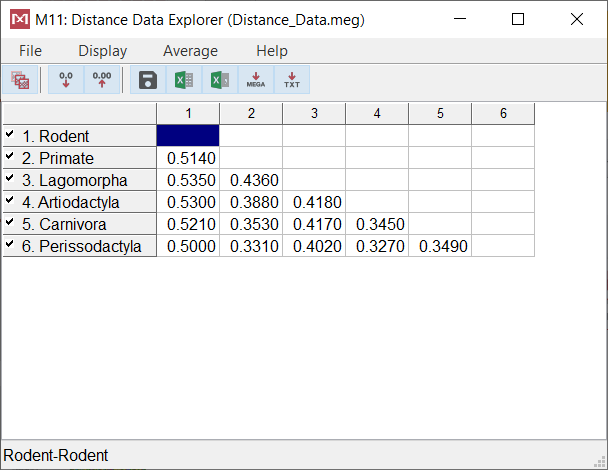 M11: Distance Data Explorer (Distance_Data.meg)
File Display Average Help
0,0 0,00 MEGA TXT
1 2 3 4 5 6
1. Rodent
2. Primate 0.5140
3. Lagomorpha 0.5350 0.4360
4. Artiodactyla 0.5300 0.3880 0.4180
5. Carnivora 0.5210 0.3530 0.4170 0.3450
6. Perissodactyla 0.5000 0.3310 0.4020 0.3270 0.3490
Rodent-Rodent